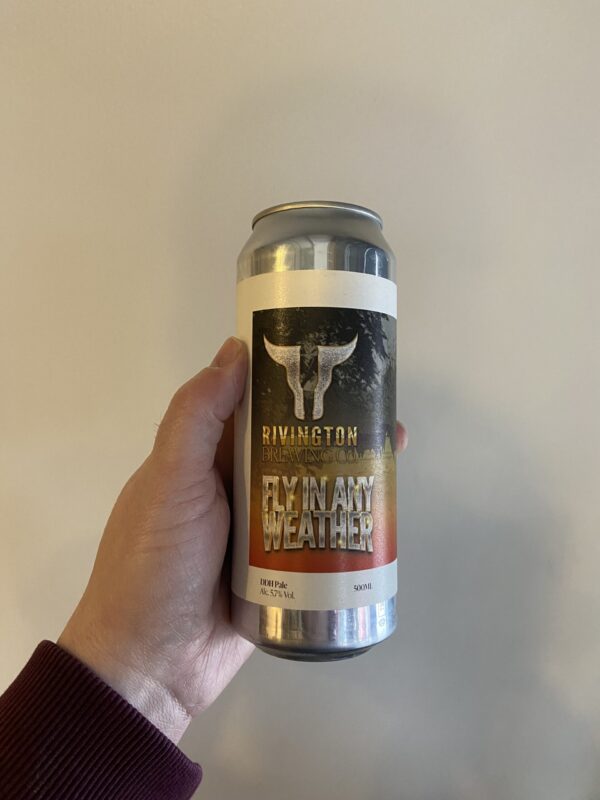 RIVINGTON
BREWING Co
FLY IN ANY
WEATHER
DDH Pale
Alc. 5.7% Vol.
500ML